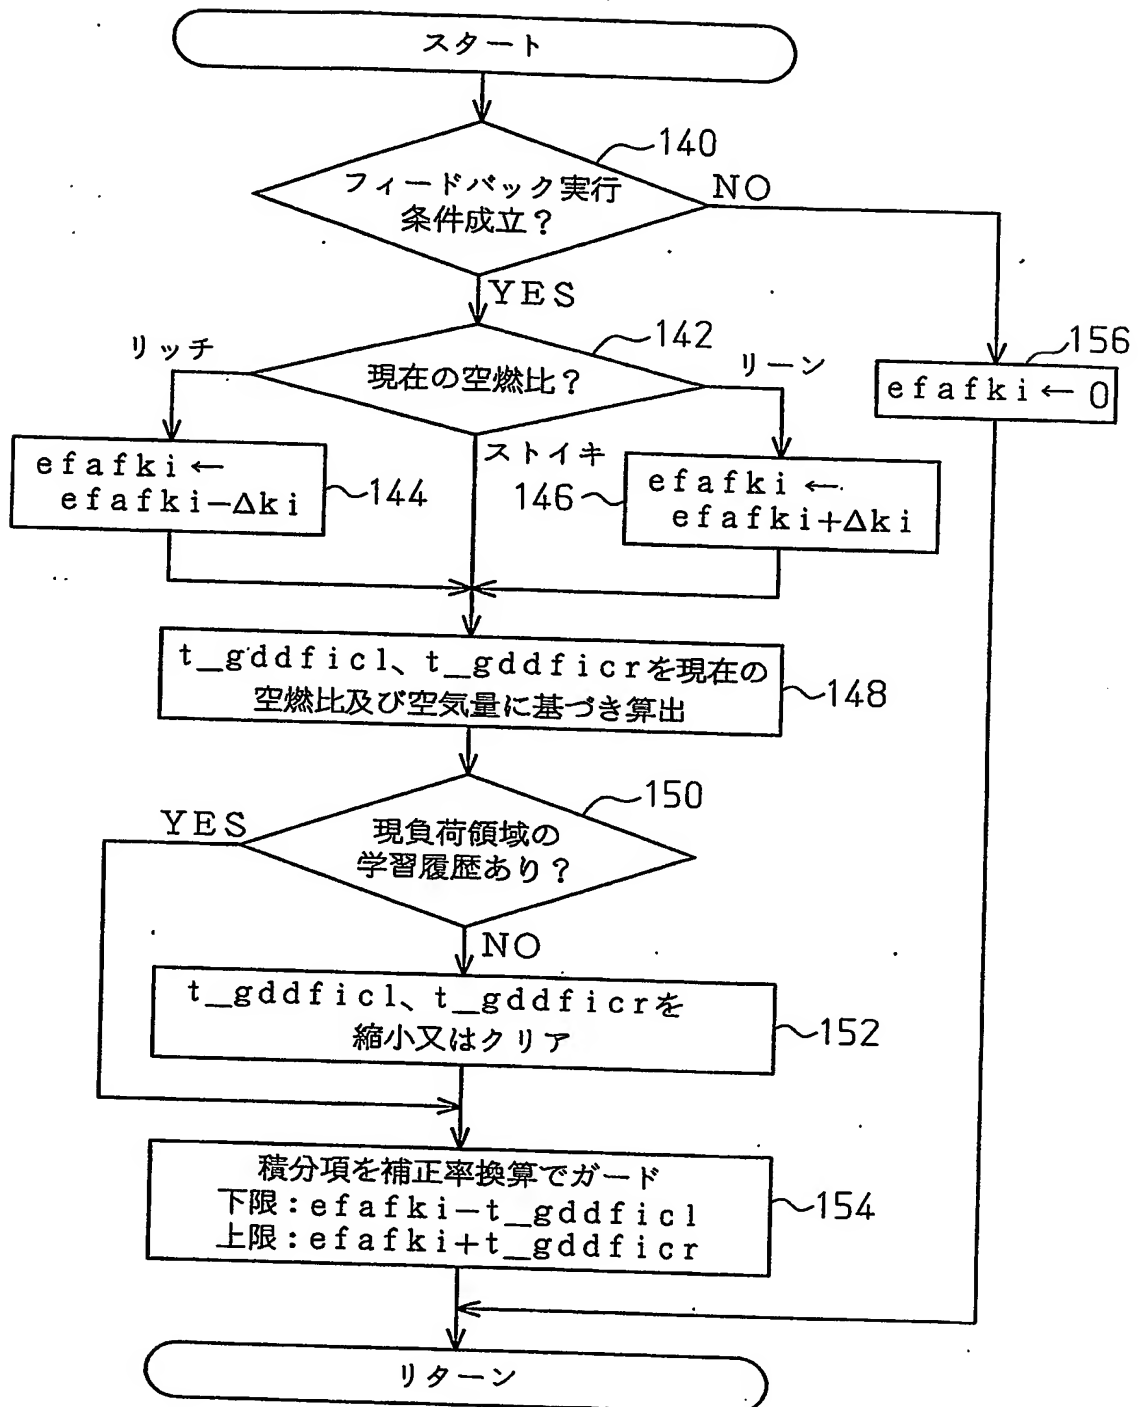 スタート
140
フィードバック実行
条件成立?
NO
YES
142
現在の空燃比?
リッチ
リーン
ストイキ
156
efafki←0
efafki←
efafki−Δki
144
146
efafki←
efafki+Δki
t_gddficl、t_gddficrを現在の
空燃比及び空気量に基づき算出
148
150
YES
現負荷領域の
学習履歴あり?
NO
t_gddficl、t_gddficrを
縮小又はクリア
152
積分項を補正率換算でガード
下限:efafki−t_gddficl
上限:efafki+t_gddficr
154
リターン